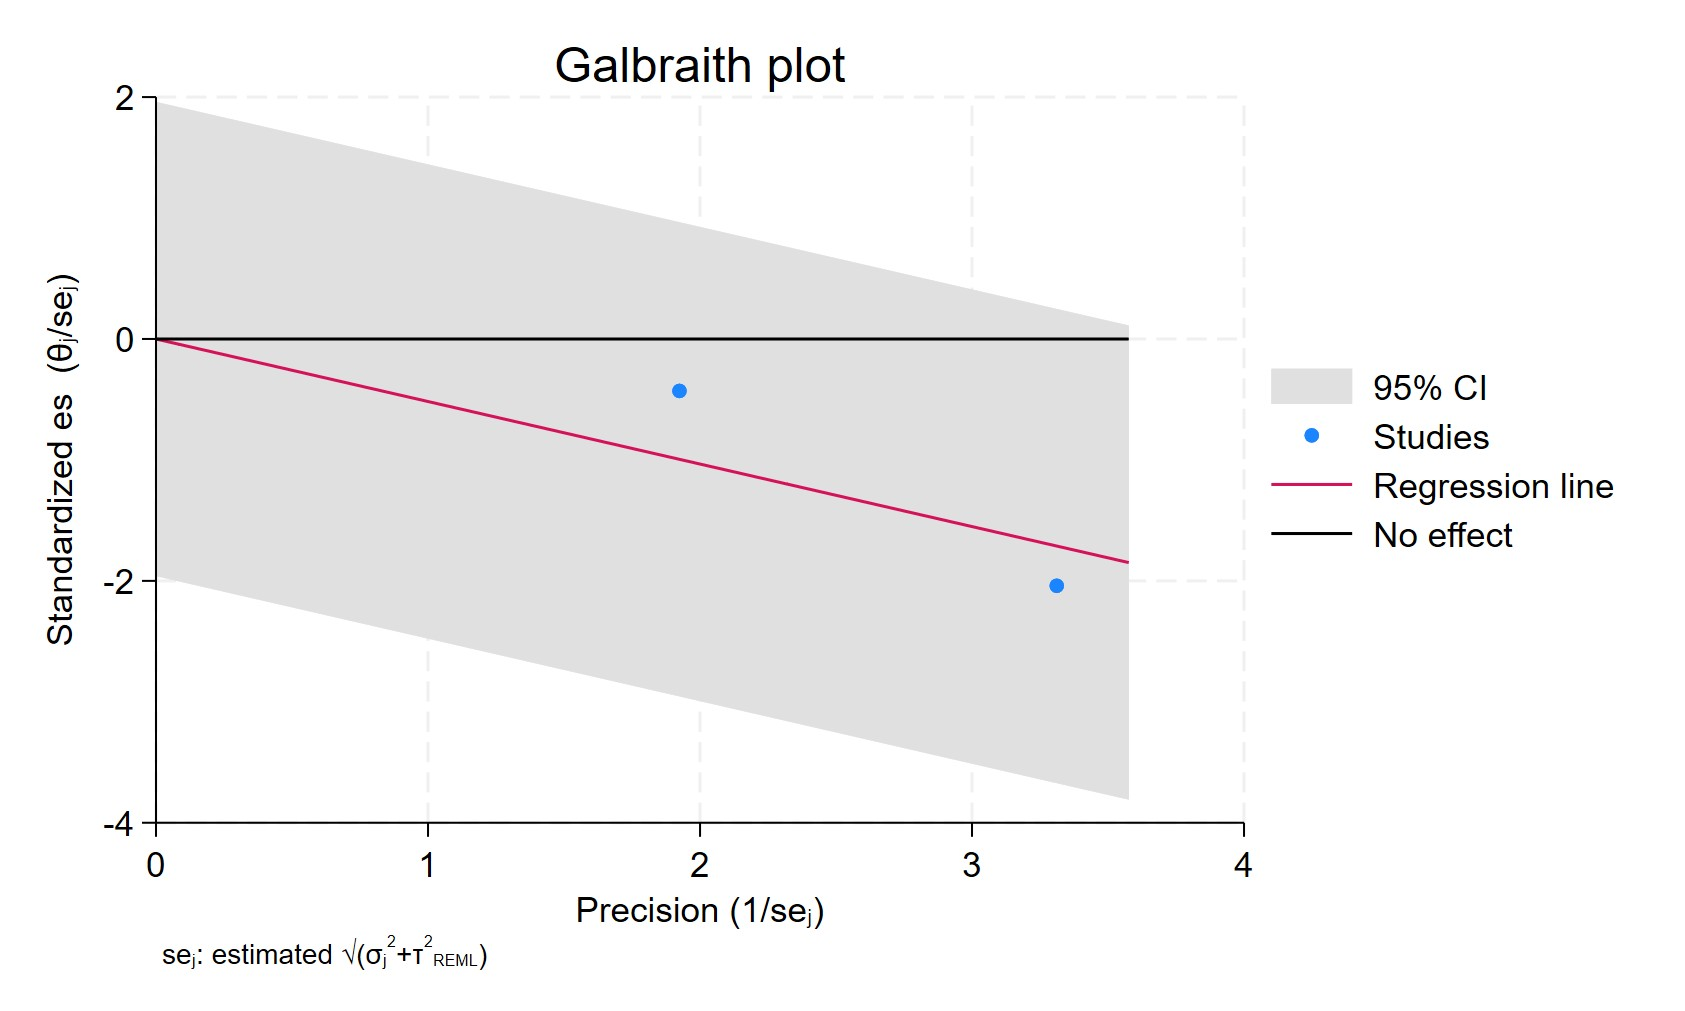 Galbraith plot
Standardized es (θⱼ/seⱼ)
2
0
-2
-4
0 1 2 3 4
Precision (1/seⱼ)
seⱼ: estimated √(σⱼ²+τ²REML)
95% CI
Studies
Regression line
No effect